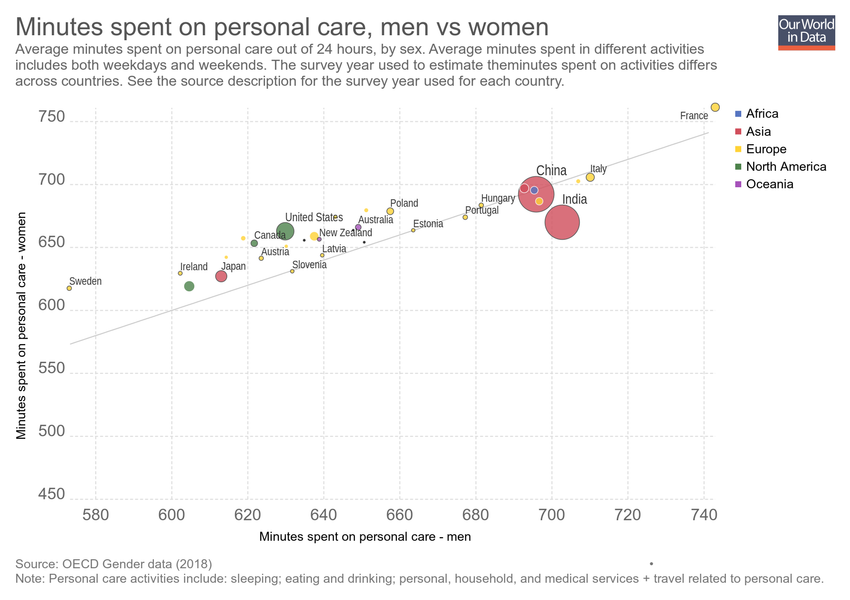 Minutes spent on personal care, men vs women
Our World
in Data
Average minutes spent on personal care out of 24 hours, by sex. Average minutes spent in different activities
includes both weekdays and weekends. The survey year used to estimate theminutes spent on activities differs
across countries. See the source description for the survey year used for each country.
750
700
650
600
550
500
450
Minutes spent on personal care - women
France
Africa
Asia
Europe
North America
Oceania
China
Italy
India
Hungary
Portugal
Poland
Estonia
United States
Australia
New Zealand
Canada
Austria
Latvia
Slovenia
Ireland
Japan
Sweden
580
600
620
640
660
680
700
720
740
Minutes spent on personal care - men
Source: OECD Gender data (2018)
Note: Personal care activities include: sleeping; eating and drinking; personal, household, and medical services + travel related to personal care.